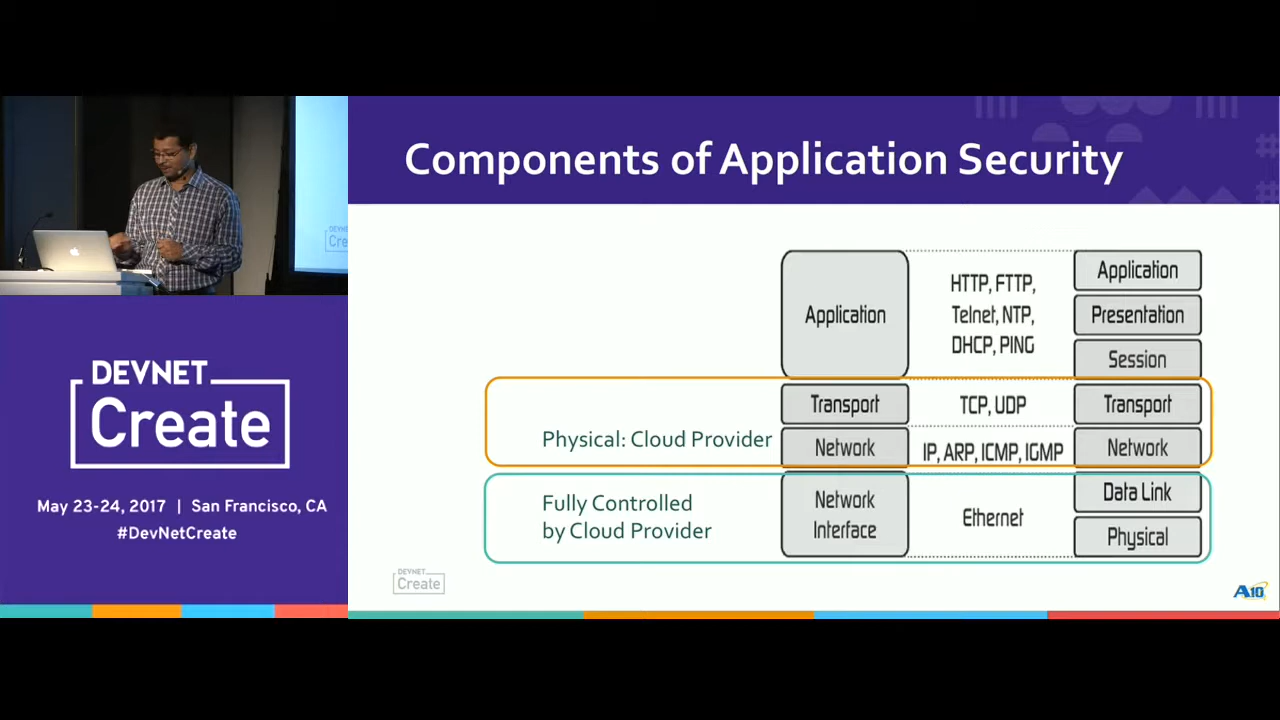 Components of Application Security
Application
HTTP, FTTP,
Telnet, NTP,
DHCP, PING
Application
Presentation
Session
Physical: Cloud Provider
Transport
TCP, UDP
Transport
Network
IP, ARP, ICMP, IGMP
Network
Fully Controlled
by Cloud Provider
Network
Interface
Ethernet
Data Link
Physical
DEVNET
Create
A10
DEVNET
Create
May 23-24, 2017 | San Francisco, CA
#DevNetCreate